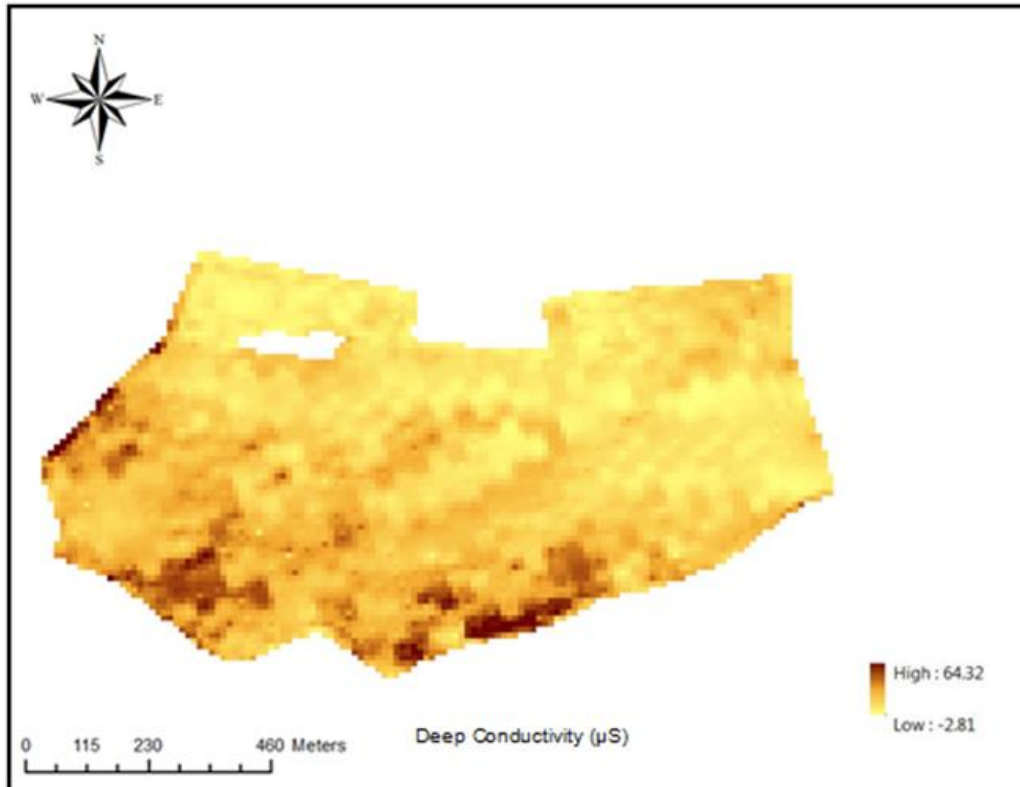 N
W E
S
High : 64.32
Low : -2.81
Deep Conductivity (µS)
0 115 230 460 Meters